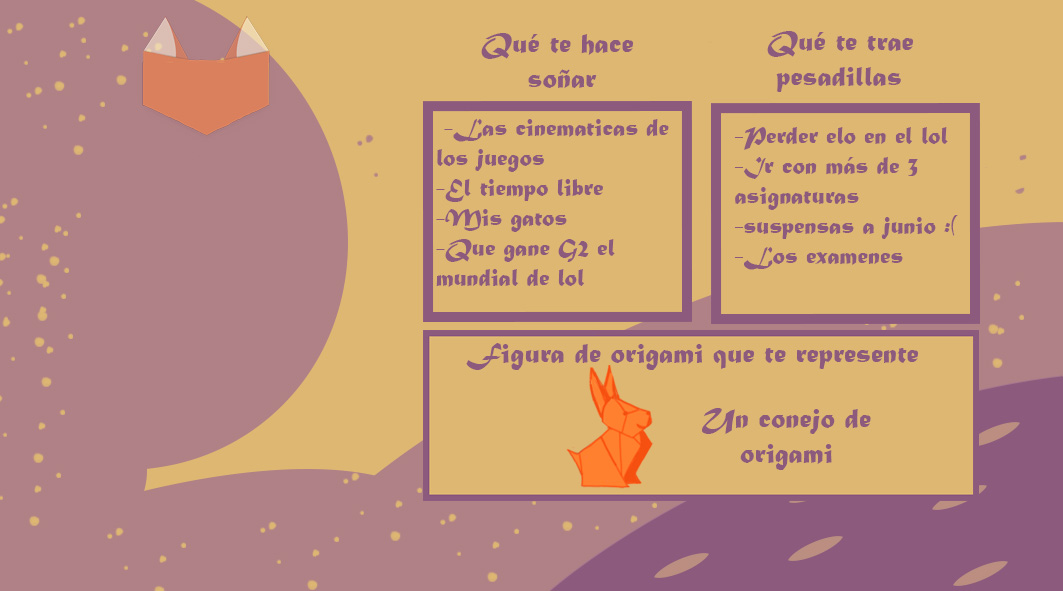 Qué te hace
soñar
-Las cinematicas de
los juegos
-El tiempo libre
-Mis gatos
-Que gane G2 el
mundial de lol
Qué te trae
pesadillas
-Perder elo en el lol
-Ir con más de 3
asignaturas
-suspensas a junio :(
-Los examenes
Figura de origami que te represente
Un conejo de
origami